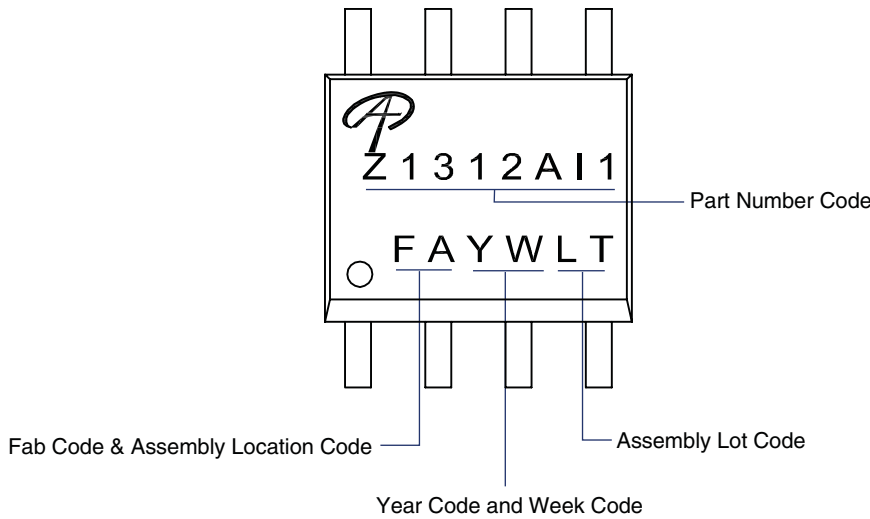 Z1312AI1
Part Number Code
FAYWLT
Fab Code & Assembly Location Code
Assembly Lot Code
Year Code and Week Code